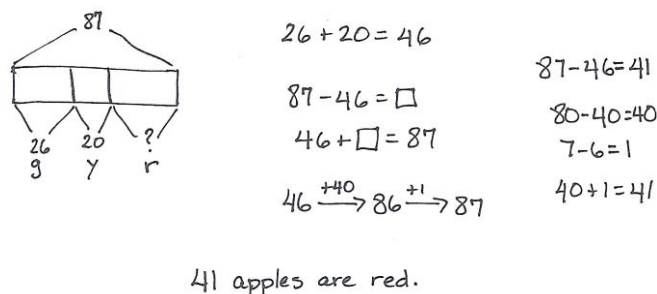 87
26 20 ?
g y r
26 + 20 = 46
87 - 46 = □
46 + □ = 87
46 +40→ 86 +1→ 87
87 - 46 = 41
80 - 40 = 40
7 - 6 = 1
40 + 1 = 41
41 apples are red.